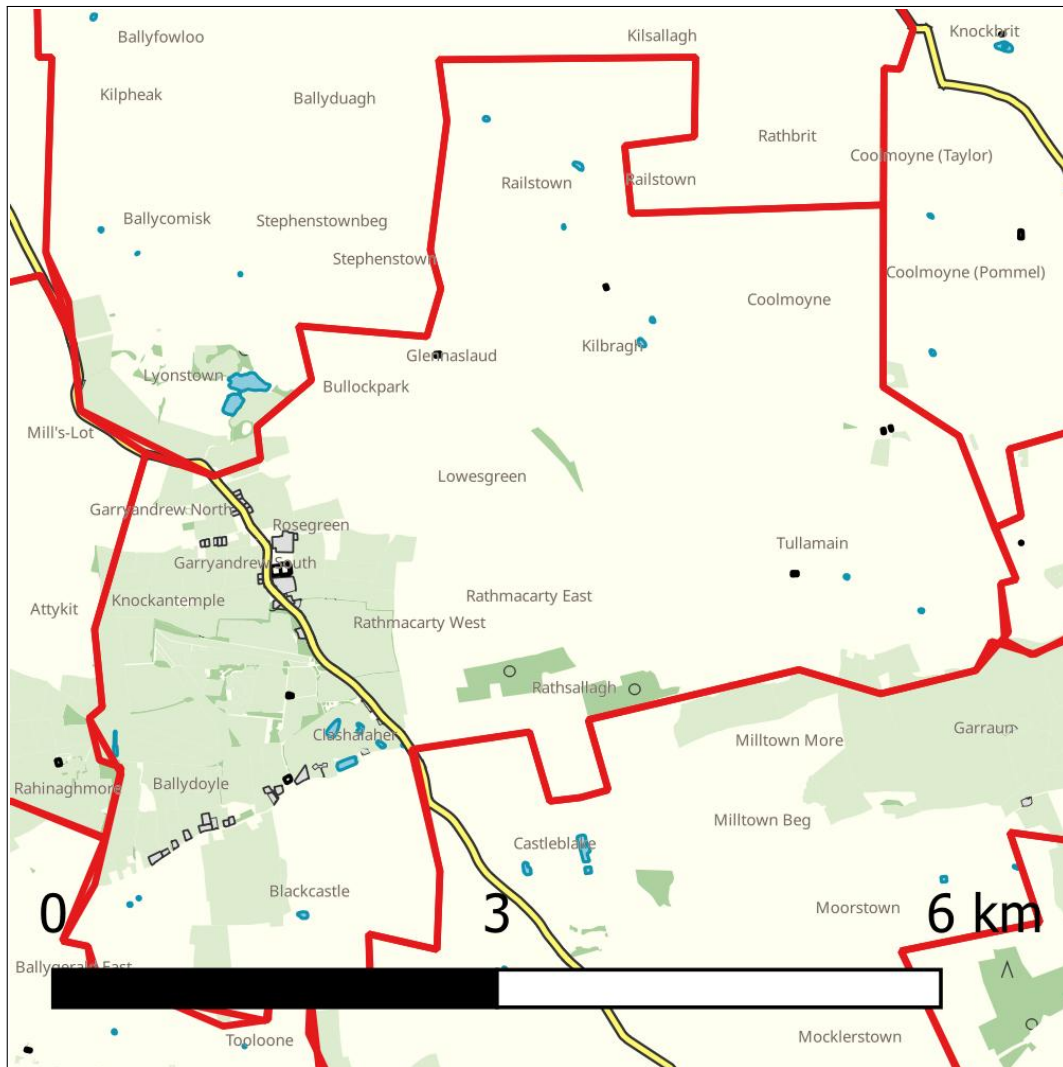 Ballyfowloo
Kilsallagh
Knockbrit
Kilpheak
Ballyduagh
Rathbrit
Coolmoyne (Taylor)
Railstown
Railstown
Ballycomisk
Stephenstownbeg
Stephenstown
Coolmoyne (Pommel)
Coolmoyne
Glennaslaud
Kilbragh
Lyonstown
Bullockpark
Mill's-Lot
Lowesgreen
Garryandrew North
Rosegreen
Tullamain
Garryandrew South
Knockantemple
Rathmacarty East
Attykit
Rathmacarty West
Rathsallagh
Clashalaher
Milltown More
Garraun
Rahinaghmore
Ballydoyle
Milltown Beg
Castleblake
Blackcastle
Moorstown
0
3
6 km
Ballygerald East
Tooloone
Mocklerstown